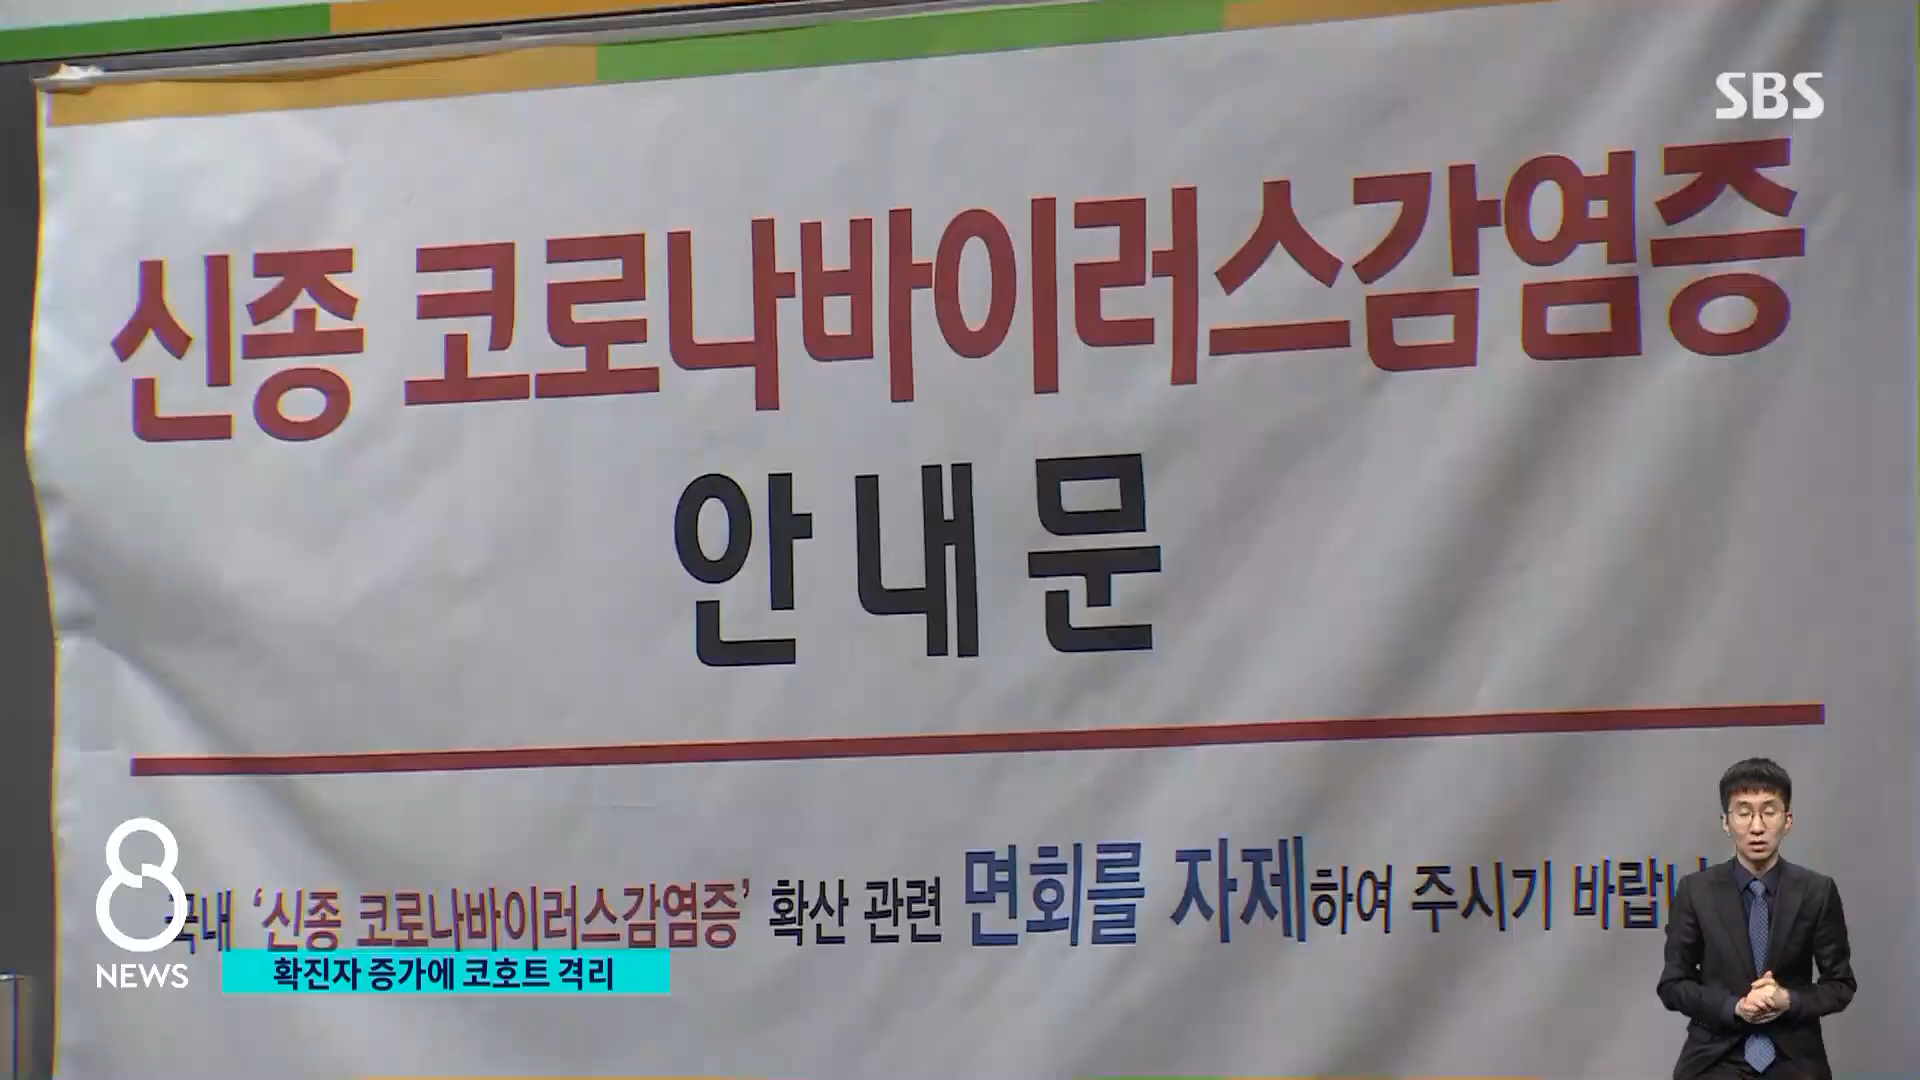 SBS
신종 코로나바이러스감염증
안내문
국내 '신종 코로나바이러스감염증' 확산 관련 면회를 자제하여 주시기
8 NEWS
확진자 증가에 코호트 격리